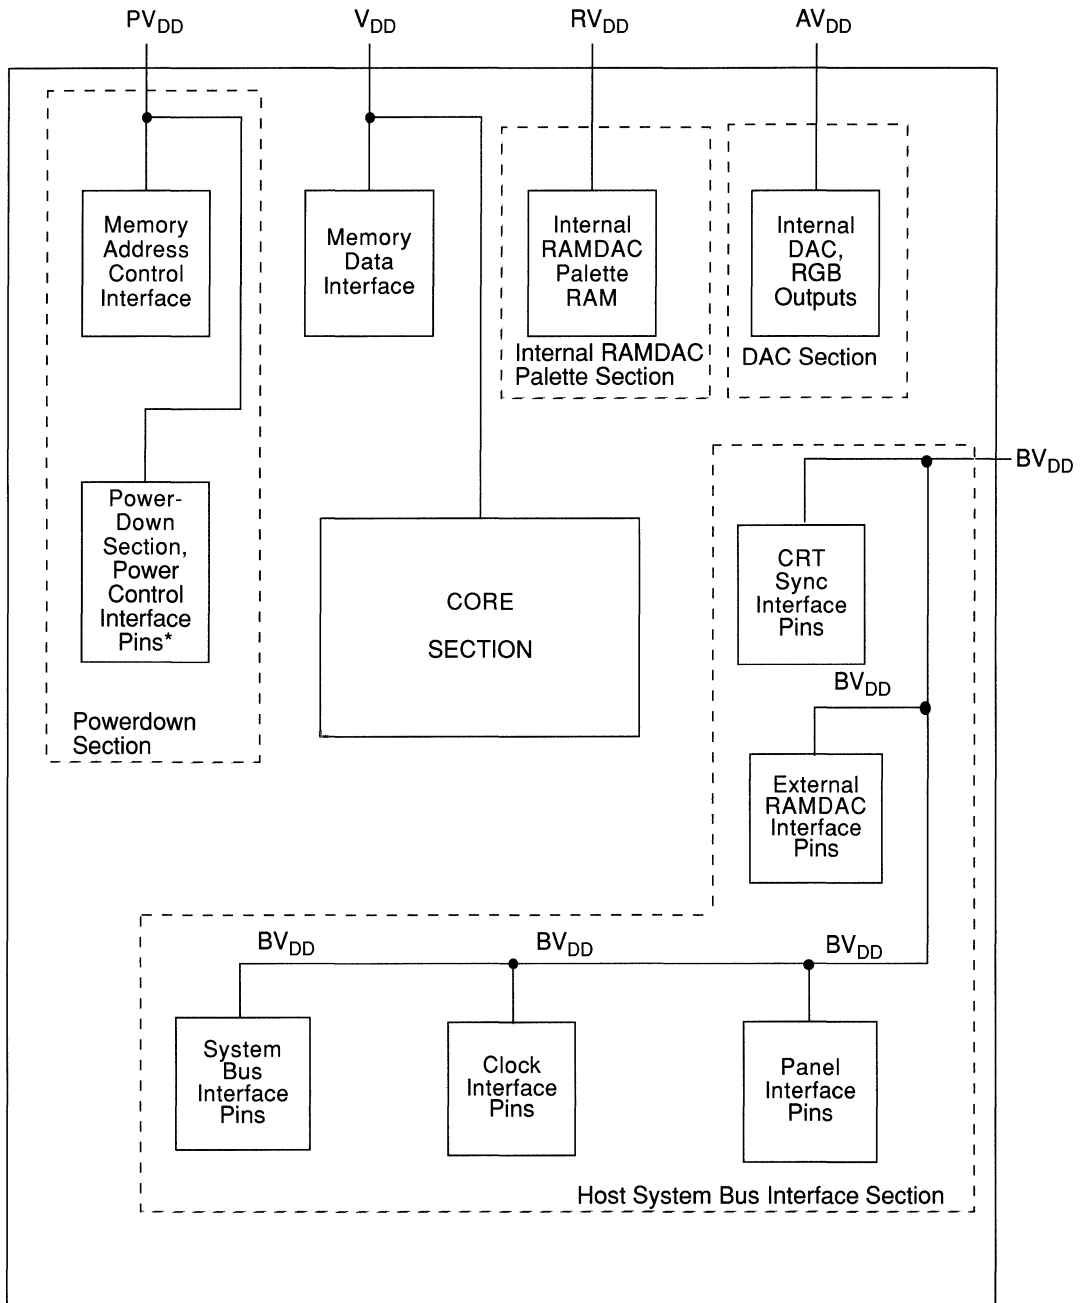 PVDD
VDD
RVDD
AVDD
Memory
Address
Control
Interface
Memory
Data
Interface
Internal
RAMDAC
Palette
RAM
Internal RAMDAC
Palette Section
Internal
DAC,
RGB
Outputs
DAC Section
BVDD
Power-
Down
Section,
Power
Control
Interface
Pins*
Powerdown
Section
CORE
SECTION
CRT
Sync
Interface
Pins
BVDD
External
RAMDAC
Interface
Pins
BVDD
BVDD
BVDD
System
Bus
Interface
Pins
Clock
Interface
Pins
Panel
Interface
Pins
Host System Bus Interface Section